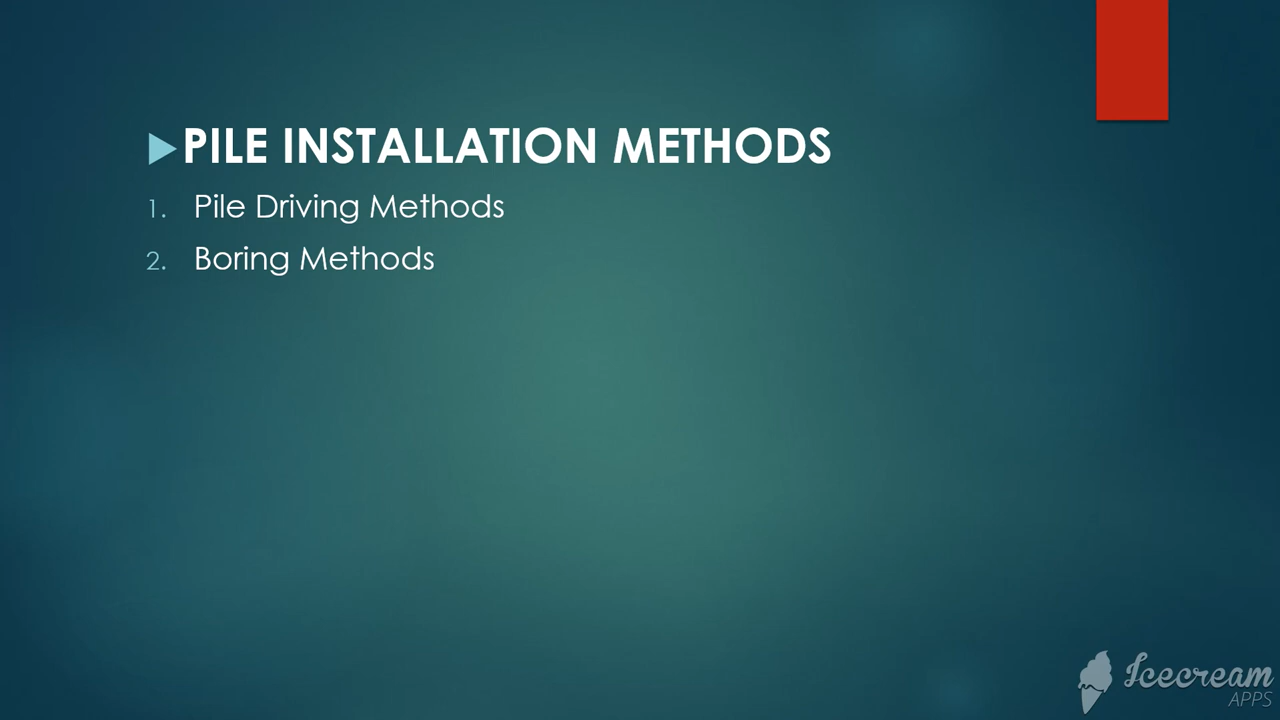 PILE INSTALLATION METHODS
1. Pile Driving Methods
2. Boring Methods
Icecream
APPS